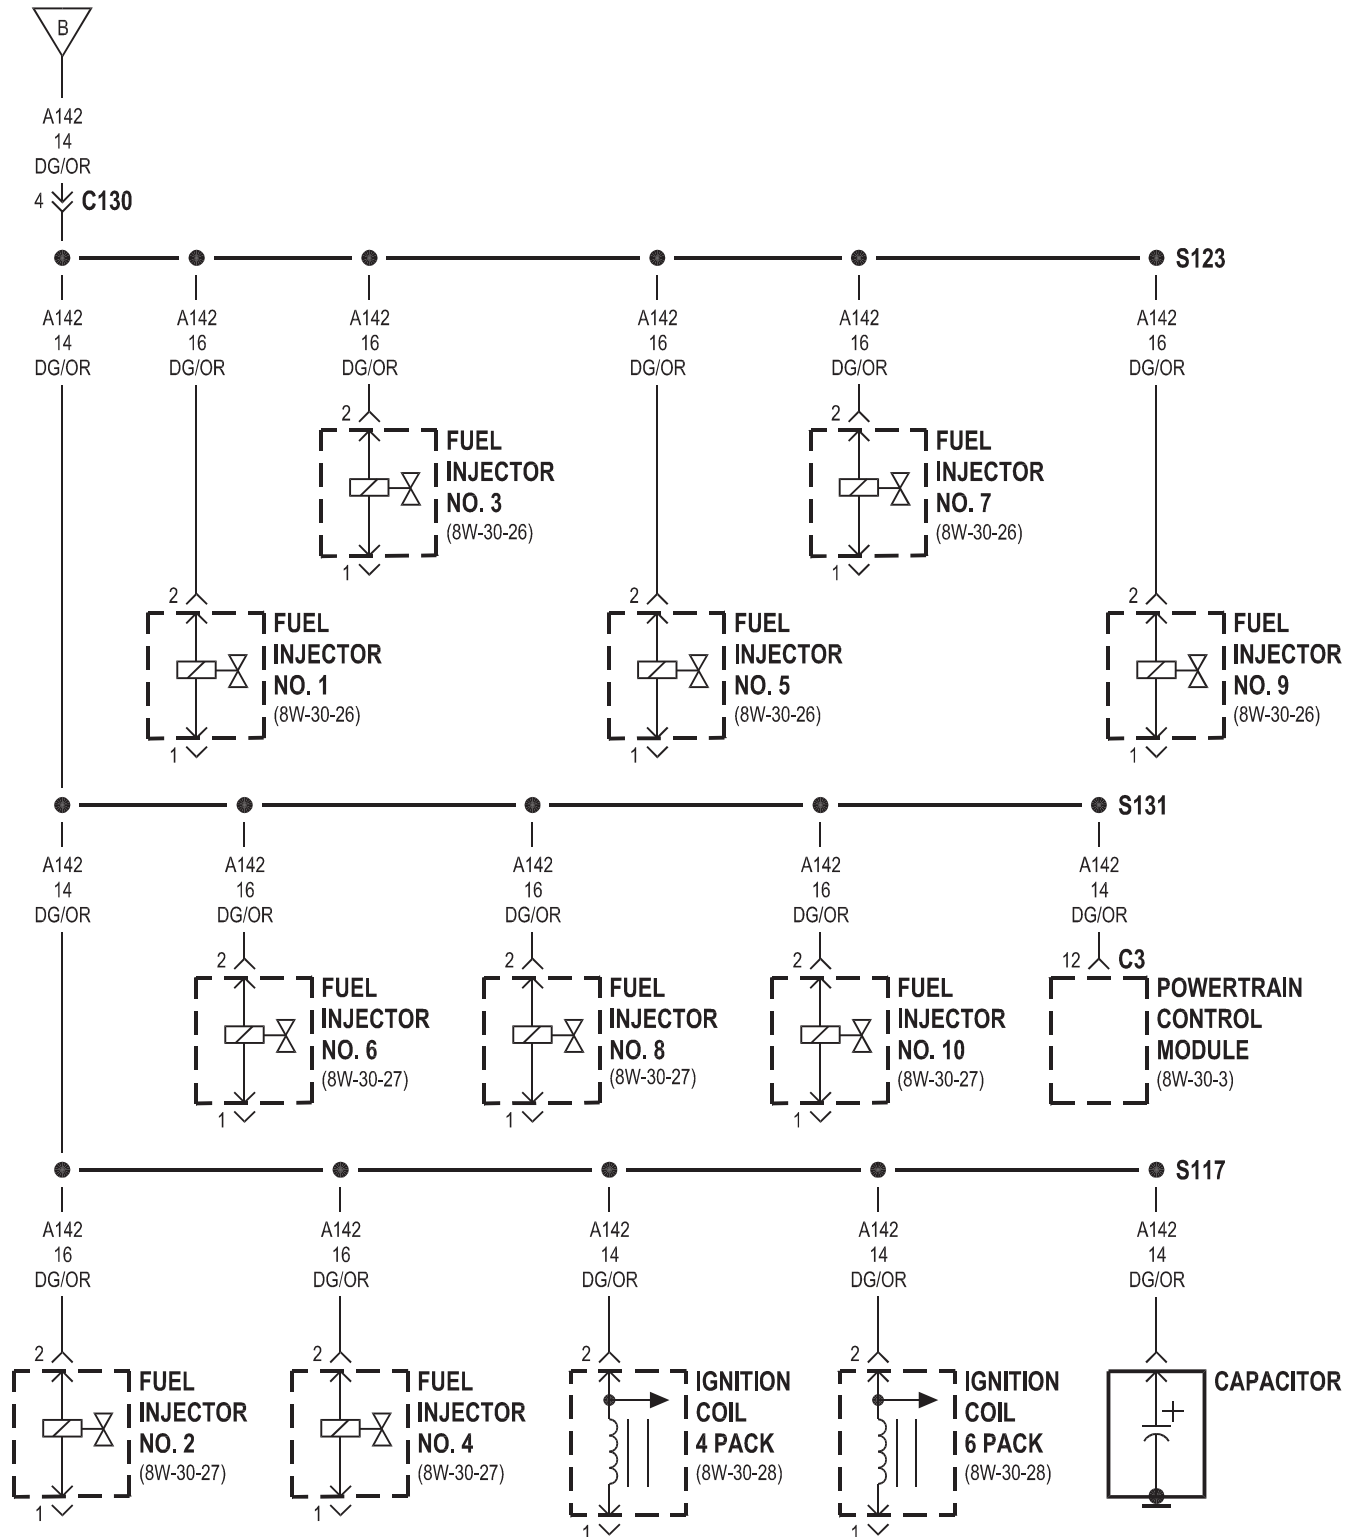 B
A142
14
DG/OR
4 C130
S123
A142 A142 A142 A142 A142 A142
14 16 16 16 16 16
DG/OR DG/OR DG/OR DG/OR DG/OR DG/OR
2 2
FUEL FUEL
INJECTOR INJECTOR
NO. 3 NO. 7
(8W-30-26) (8W-30-26)
1 1
2 2 2
FUEL FUEL FUEL
INJECTOR INJECTOR INJECTOR
NO. 1 NO. 5 NO. 9
(8W-30-26) (8W-30-26) (8W-30-26)
1 1 1
S131
A142 A142 A142 A142 A142
14 16 16 16 14
DG/OR DG/OR DG/OR DG/OR DG/OR
2 2 2 12 C3
FUEL FUEL FUEL POWERTRAIN
INJECTOR INJECTOR INJECTOR CONTROL
NO. 6 NO. 8 NO. 10 MODULE
(8W-30-27) (8W-30-27) (8W-30-27) (8W-30-3)
1 1 1
S117
A142 A142 A142 A142 A142
16 16 14 14 14
DG/OR DG/OR DG/OR DG/OR DG/OR
2 2 2 2
FUEL FUEL IGNITION IGNITION CAPACITOR
INJECTOR INJECTOR COIL COIL
NO. 2 NO. 4 4 PACK 6 PACK
(8W-30-27) (8W-30-27) (8W-30-28) (8W-30-28)
1 1 1 1